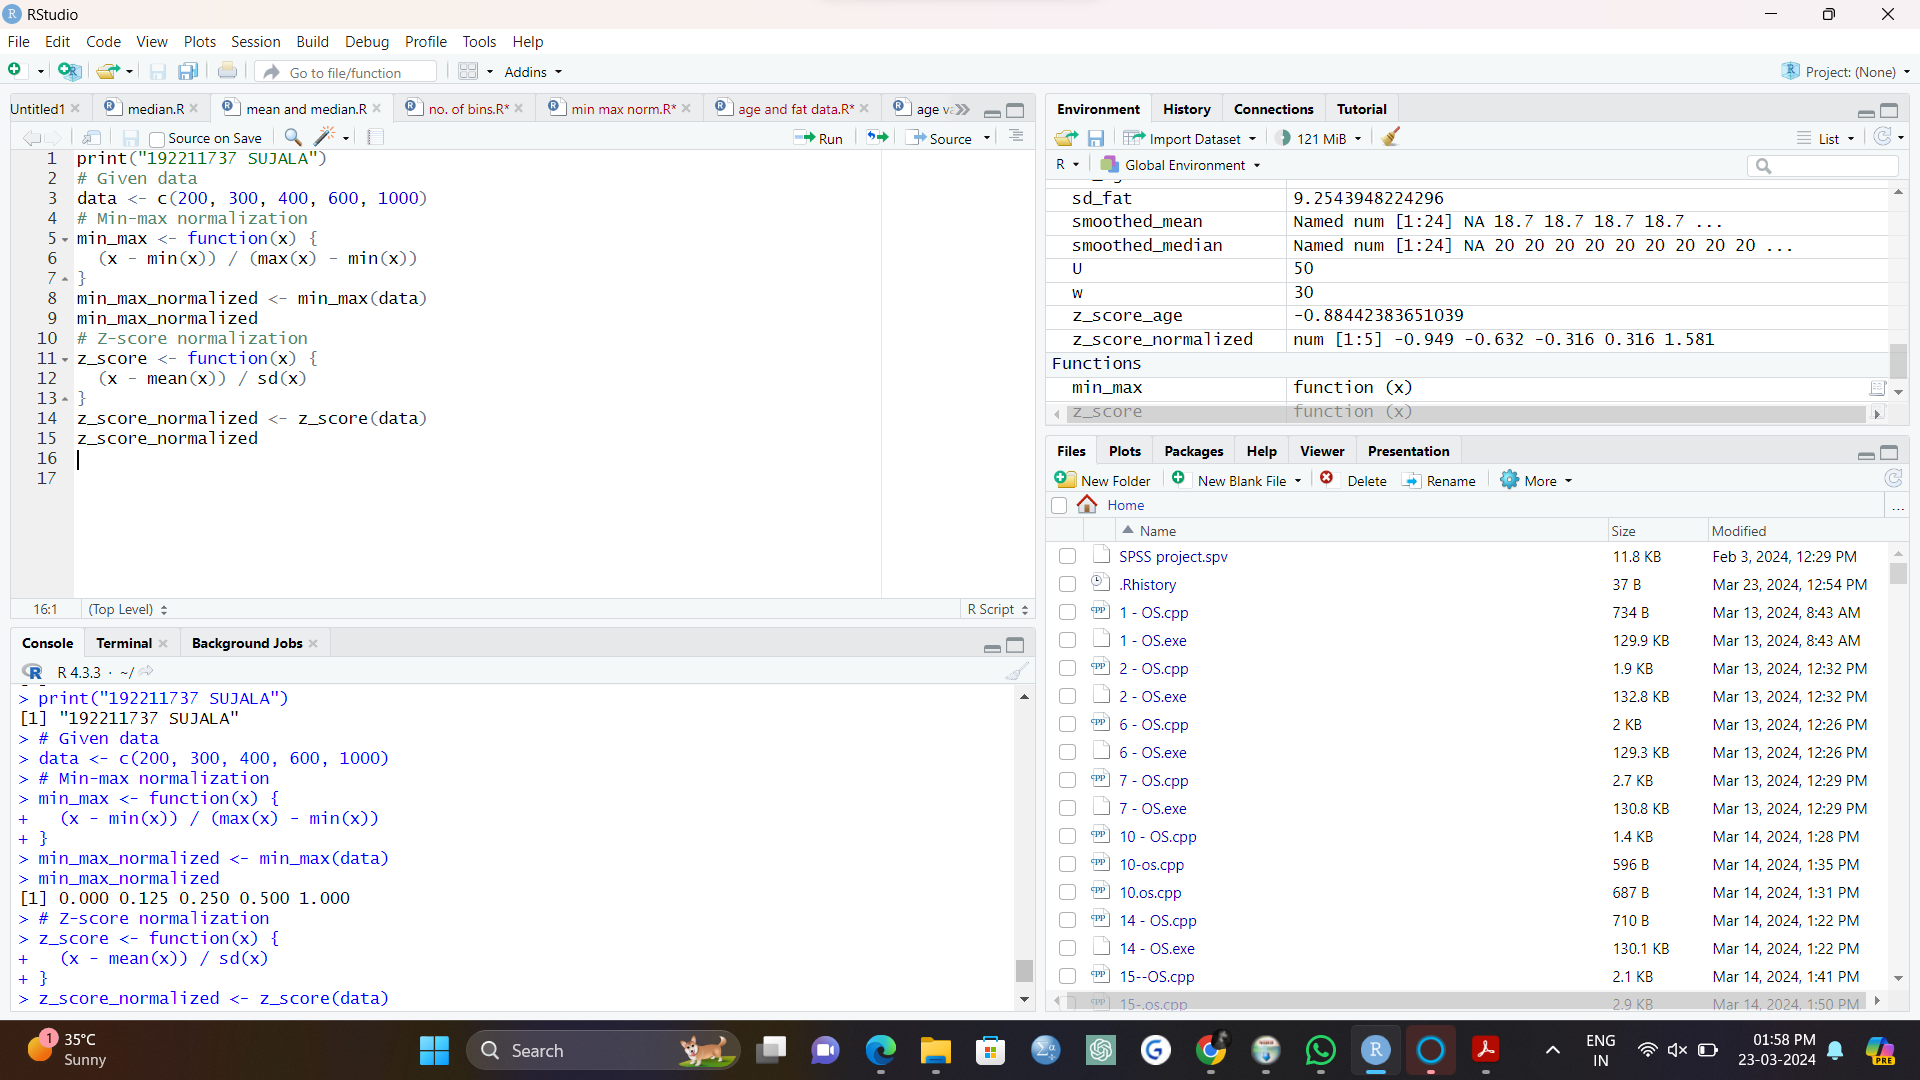 RStudio
File Edit Code View Plots Session Build Debug Profile Tools Help
Go to file/function Addins Project: (None)
Untitled1 median.R mean and median.R no. of bins.R* min max norm.R* age and fat data.R* age v
Source on Save Run Source
1 print("192211737 SUJALA")
2 # Given data
3 data <- c(200, 300, 400, 600, 1000)
4 # Min-max normalization
5 min_max <- function(x) {
6 (x - min(x)) / (max(x) - min(x))
7 }
8 min_max_normalized <- min_max(data)
9 min_max_normalized
10 # Z-score normalization
11 z_score <- function(x) {
12 (x - mean(x)) / sd(x)
13 }
14 z_score_normalized <- z_score(data)
15 z_score_normalized
16
17
16:1 (Top Level) R Script
Console Terminal Background Jobs
R 4.3.3 · ~/
> print("192211737 SUJALA")
[1] "192211737 SUJALA"
> # Given data
> data <- c(200, 300, 400, 600, 1000)
> # Min-max normalization
> min_max <- function(x) {
+ (x - min(x)) / (max(x) - min(x))
+ }
> min_max_normalized <- min_max(data)
> min_max_normalized
[1] 0.000 0.125 0.250 0.500 1.000
> # Z-score normalization
> z_score <- function(x) {
+ (x - mean(x)) / sd(x)
+ }
> z_score_normalized <- z_score(data)
Environment History Connections Tutorial
Import Dataset 121 MiB List
R Global Environment
sd_fat 9.2543948224296
smoothed_mean Named num [1:24] NA 18.7 18.7 18.7 18.7 ...
smoothed_median Named num [1:24] NA 20 20 20 20 20 20 20 20 20 ...
U 50
w 30
z_score_age -0.88442383651039
z_score_normalized num [1:5] -0.949 -0.632 -0.316 0.316 1.581
Functions
min_max function (x)
z_score function (x)
Files Plots Packages Help Viewer Presentation
New Folder New Blank File Delete Rename More
Home ...
Name Size Modified
SPSS project.spv 11.8 KB Feb 3, 2024, 12:29 PM
.Rhistory 37 B Mar 23, 2024, 12:54 PM
1 - OS.cpp 734 B Mar 13, 2024, 8:43 AM
1 - OS.exe 129.9 KB Mar 13, 2024, 8:43 AM
2 - OS.cpp 1.9 KB Mar 13, 2024, 12:32 PM
2 - OS.exe 132.8 KB Mar 13, 2024, 12:32 PM
6 - OS.cpp 2 KB Mar 13, 2024, 12:26 PM
6 - OS.exe 129.3 KB Mar 13, 2024, 12:26 PM
7 - OS.cpp 2.7 KB Mar 13, 2024, 12:29 PM
7 - OS.exe 130.8 KB Mar 13, 2024, 12:29 PM
10 - OS.cpp 1.4 KB Mar 14, 2024, 1:28 PM
10-os.cpp 596 B Mar 14, 2024, 1:35 PM
10.os.cpp 687 B Mar 14, 2024, 1:31 PM
14 - OS.cpp 710 B Mar 14, 2024, 1:22 PM
14 - OS.exe 130.1 KB Mar 14, 2024, 1:22 PM
15--OS.cpp 2.1 KB Mar 14, 2024, 1:41 PM
15-.os.cpp 2.9 KB Mar 14, 2024, 1:50 PM
1 35°C
Sunny
Search
ENG
IN
01:58 PM
23-03-2024
PRE